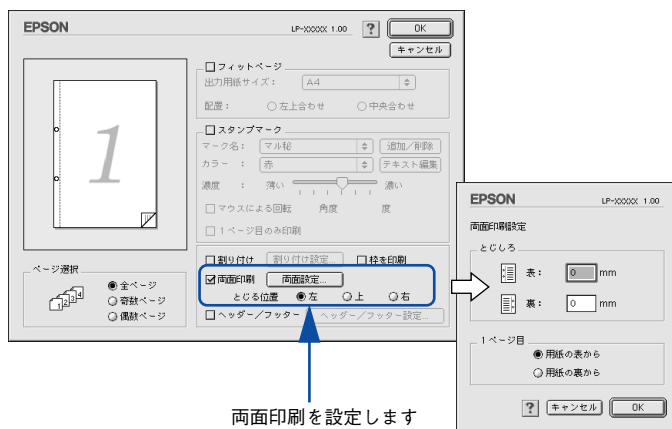 EPSON
LP-XXXXX 1.00
?
OK
キャンセル
フィットページ
出力用紙サイズ： A4
配置： 左上合わせ 中央合わせ
スタンプマーク
マーク名： マル秘 追加／削除
カラー ： 赤 テキスト編集
濃度 ： 薄い 濃い
マウスによる回転 角度 度
1ページ目のみ印刷
1
割り付け 割り付け設定... 枠を印刷
両面印刷 両面設定...
とじる位置 左 上 右
ヘッダー／フッター ヘッダー／フッター設定...
ページ選択
1 2 3 4
全ページ
奇数ページ
偶数ページ
両面印刷を設定します
EPSON
LP-XXXXX 1.00
両面印刷設定
とじしろ
表： 0 mm
裏： 0 mm
1ページ目
用紙の表から
用紙の裏から
? キャンセル OK